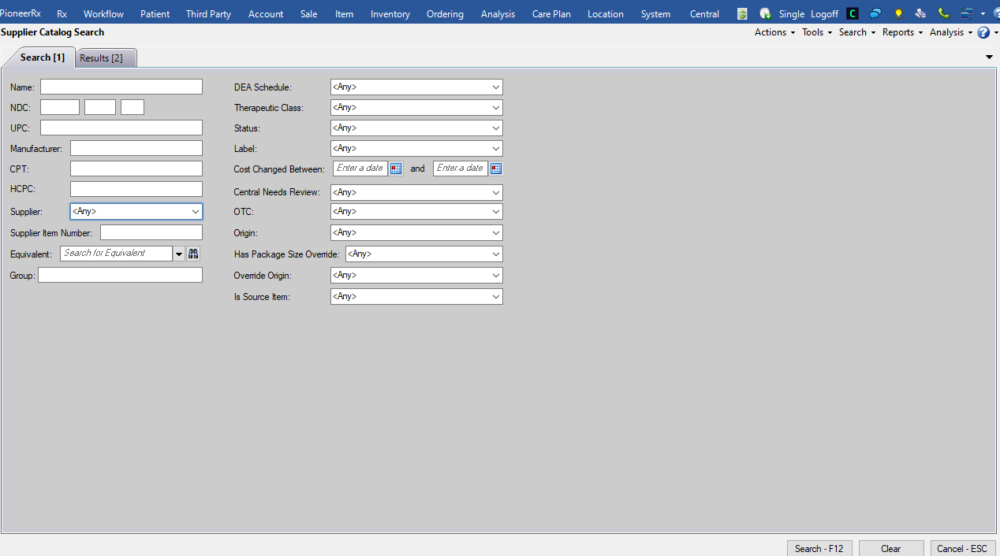 PioneerRx Rx Workflow Patient Third Party Account Sale Item Inventory Ordering Analysis Care Plan Location System Central Single Logoff C
Supplier Catalog Search Actions Tools Search Reports Analysis ?
Search [1] Results [2]
Name: DEA Schedule: <Any>
NDC: Therapeutic Class: <Any>
UPC: Status: <Any>
Manufacturer: Label: <Any>
CPT: Cost Changed Between: Enter a date and Enter a date
HCPC: Central Needs Review: <Any>
Supplier: <Any> OTC: <Any>
Supplier Item Number: Origin: <Any>
Equivalent: Search for Equivalent Has Package Size Override: <Any>
Group: Override Origin: <Any>
Is Source Item: <Any>
Search - F12 Clear Cancel - ESC